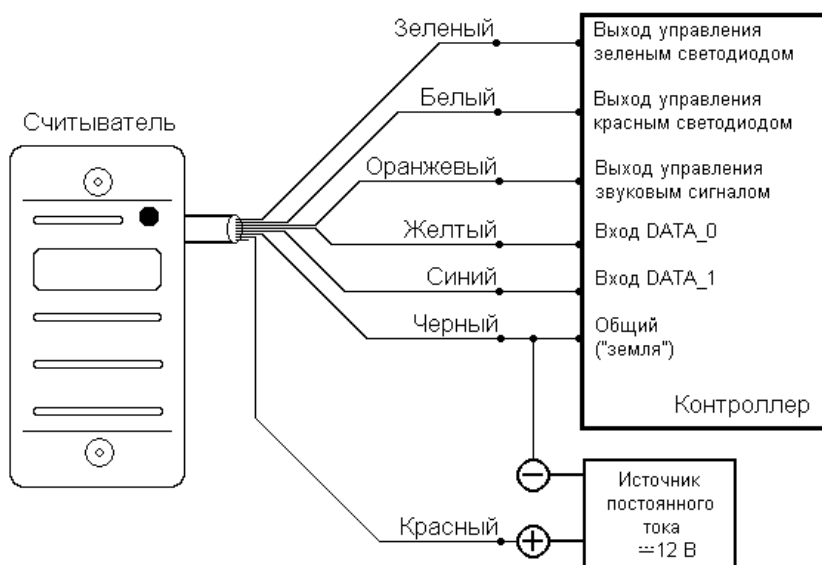 Считыватель
Зеленый
Выход управления
зеленым светодиодом
Белый
Выход управления
красным светодиодом
Оранжевый
Выход управления
звуковым сигналом
Желтый
Вход DATA_0
Синий
Вход DATA_1
Черный
Общий
("земля")
Контроллер
Красный
Источник
постоянного
тока
⎓12 В